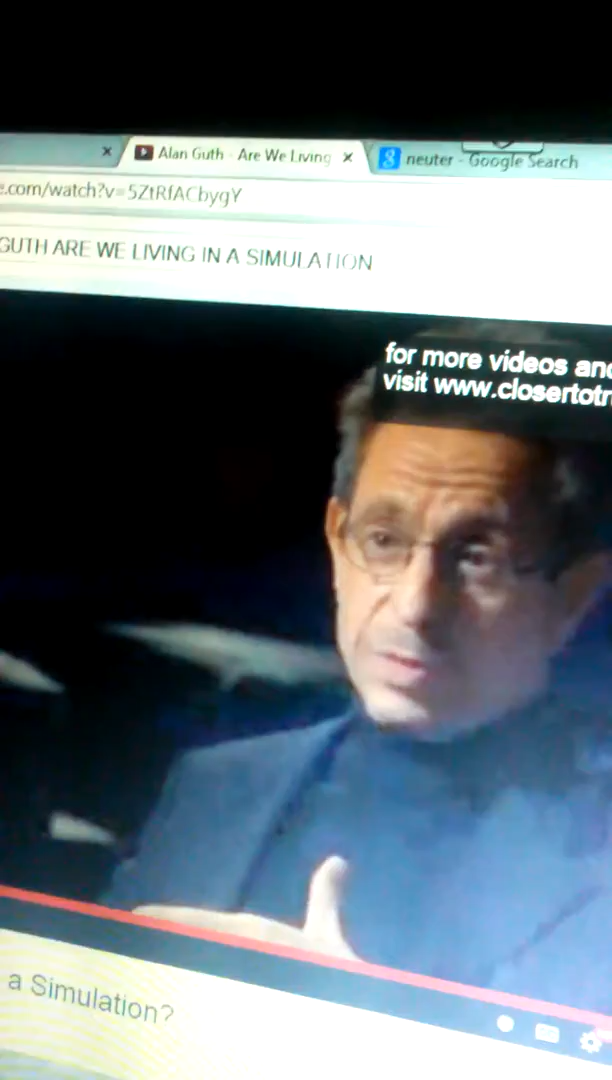 Alan Guth - Are We Living
neuter - Google Search
e.com/watch?v=5ZtRfACbygY
GUTH ARE WE LIVING IN A SIMULATION
for more videos and
visit www.closertotr
a Simulation?